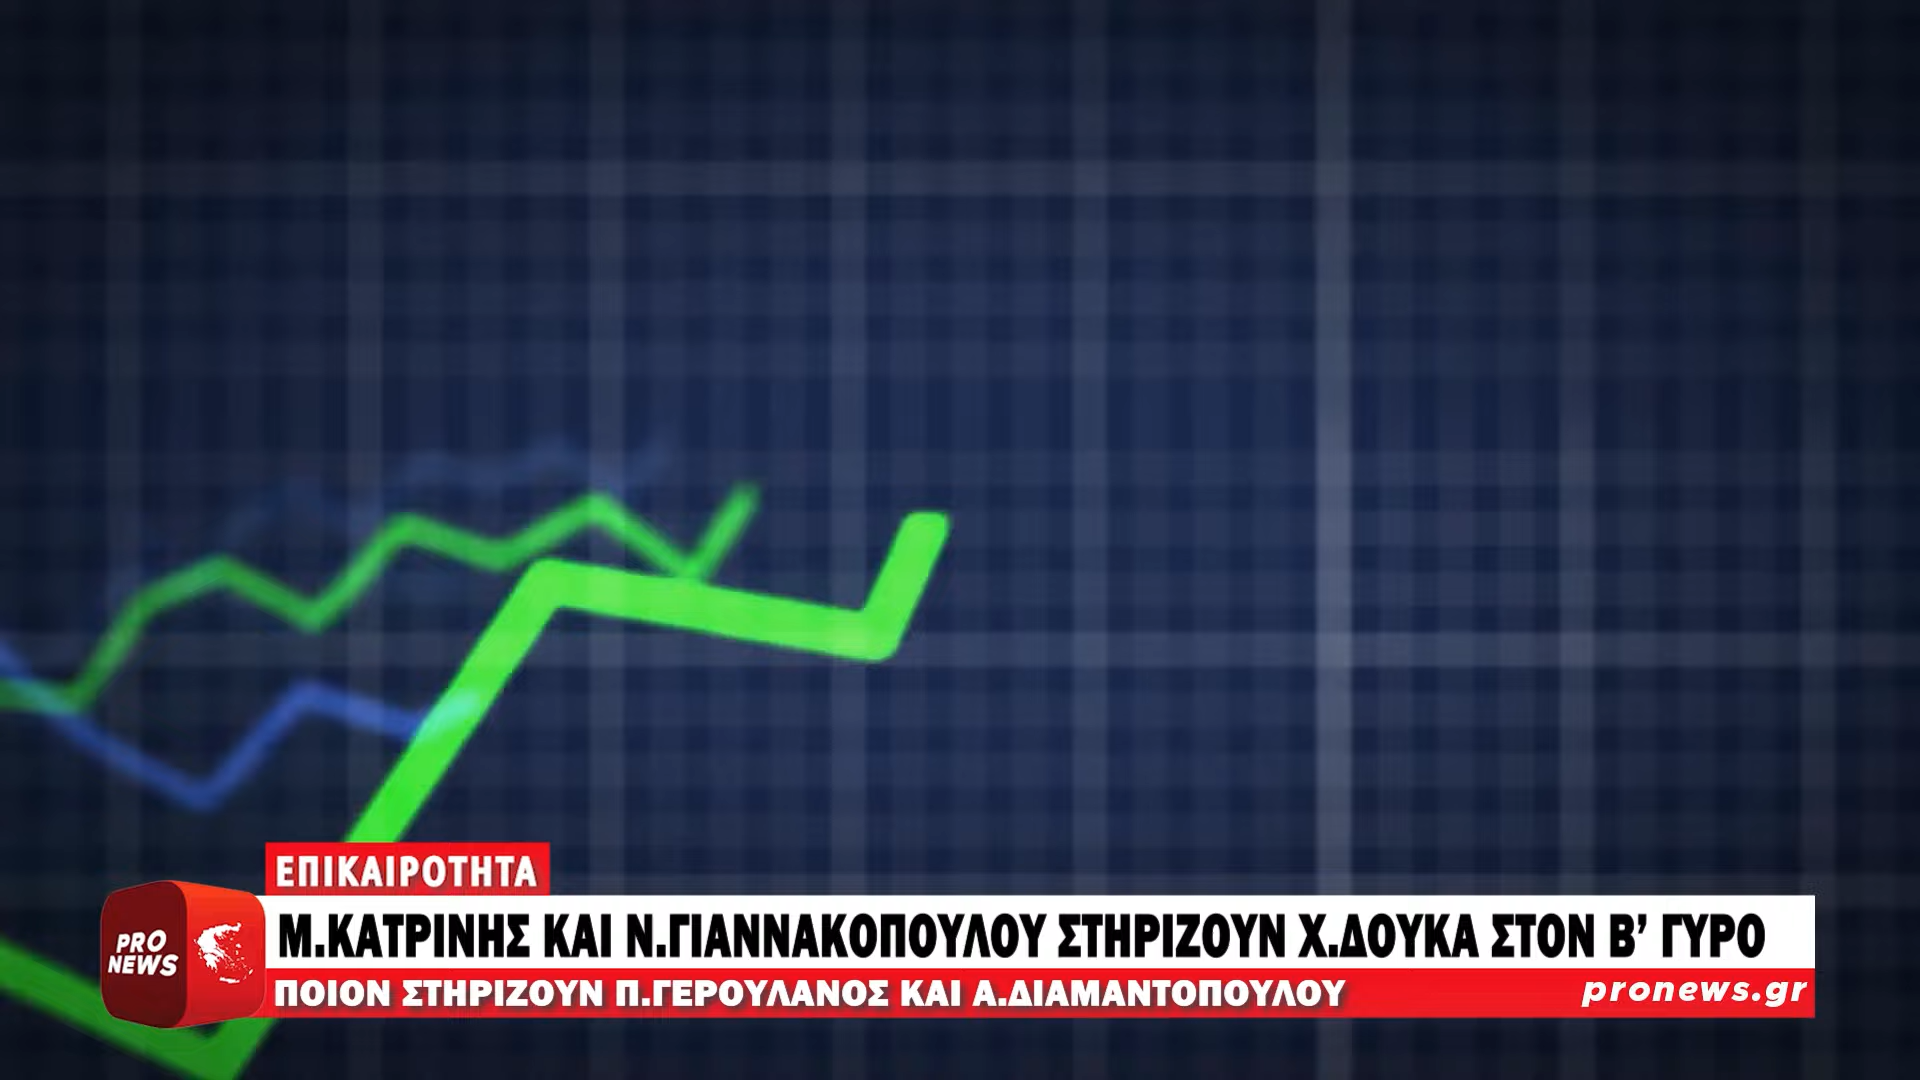 ΕΠΙΚΑΙΡΟΤΗΤΑ
PRO
NEWS
Μ.ΚΑΤΡΙΝΗΣ ΚΑΙ Ν.ΓΙΑΝΝΑΚΟΠΟΥΛΟΥ ΣΤΗΡΙΖΟΥΝ Χ.ΔΟΥΚΑ ΣΤΟΝ Β’ ΓΥΡΟ
ΠΟΙΟΝ ΣΤΗΡΙΖΟΥΝ Π.ΓΕΡΟΥΛΑΝΟΣ ΚΑΙ Α.ΔΙΑΜΑΝΤΟΠΟΥΛΟΥ
pronews.gr